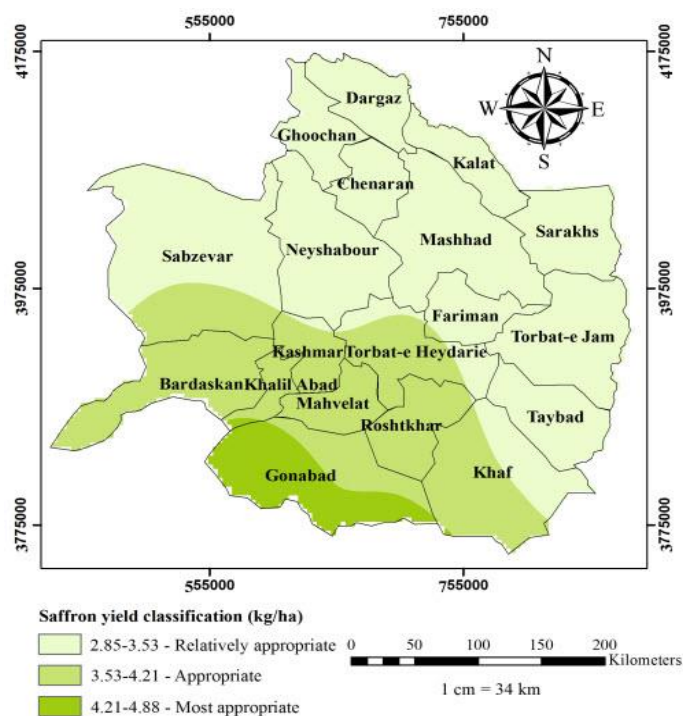 555000 755000
4175000
4175000
N
W E
S
Dargaz
Ghoochan
Kalat
Chenaran
Sarakhs
Mashhad
Neyshabour
Sabzevar
3975000
3975000
Fariman
Torbat-e Jam
Kashmar Torbat-e Heydarie
Bardaskan Khalil Abad
Taybad
Mahvelat
Roshtkhar
Gonabad
Khaf
3775000
3775000
555000 755000
Saffron yield classification (kg/ha)
2.85-3.53 - Relatively appropriate
3.53-4.21 - Appropriate
4.21-4.88 - Most appropriate
0 50 100 150 200
Kilometers
1 cm = 34 km